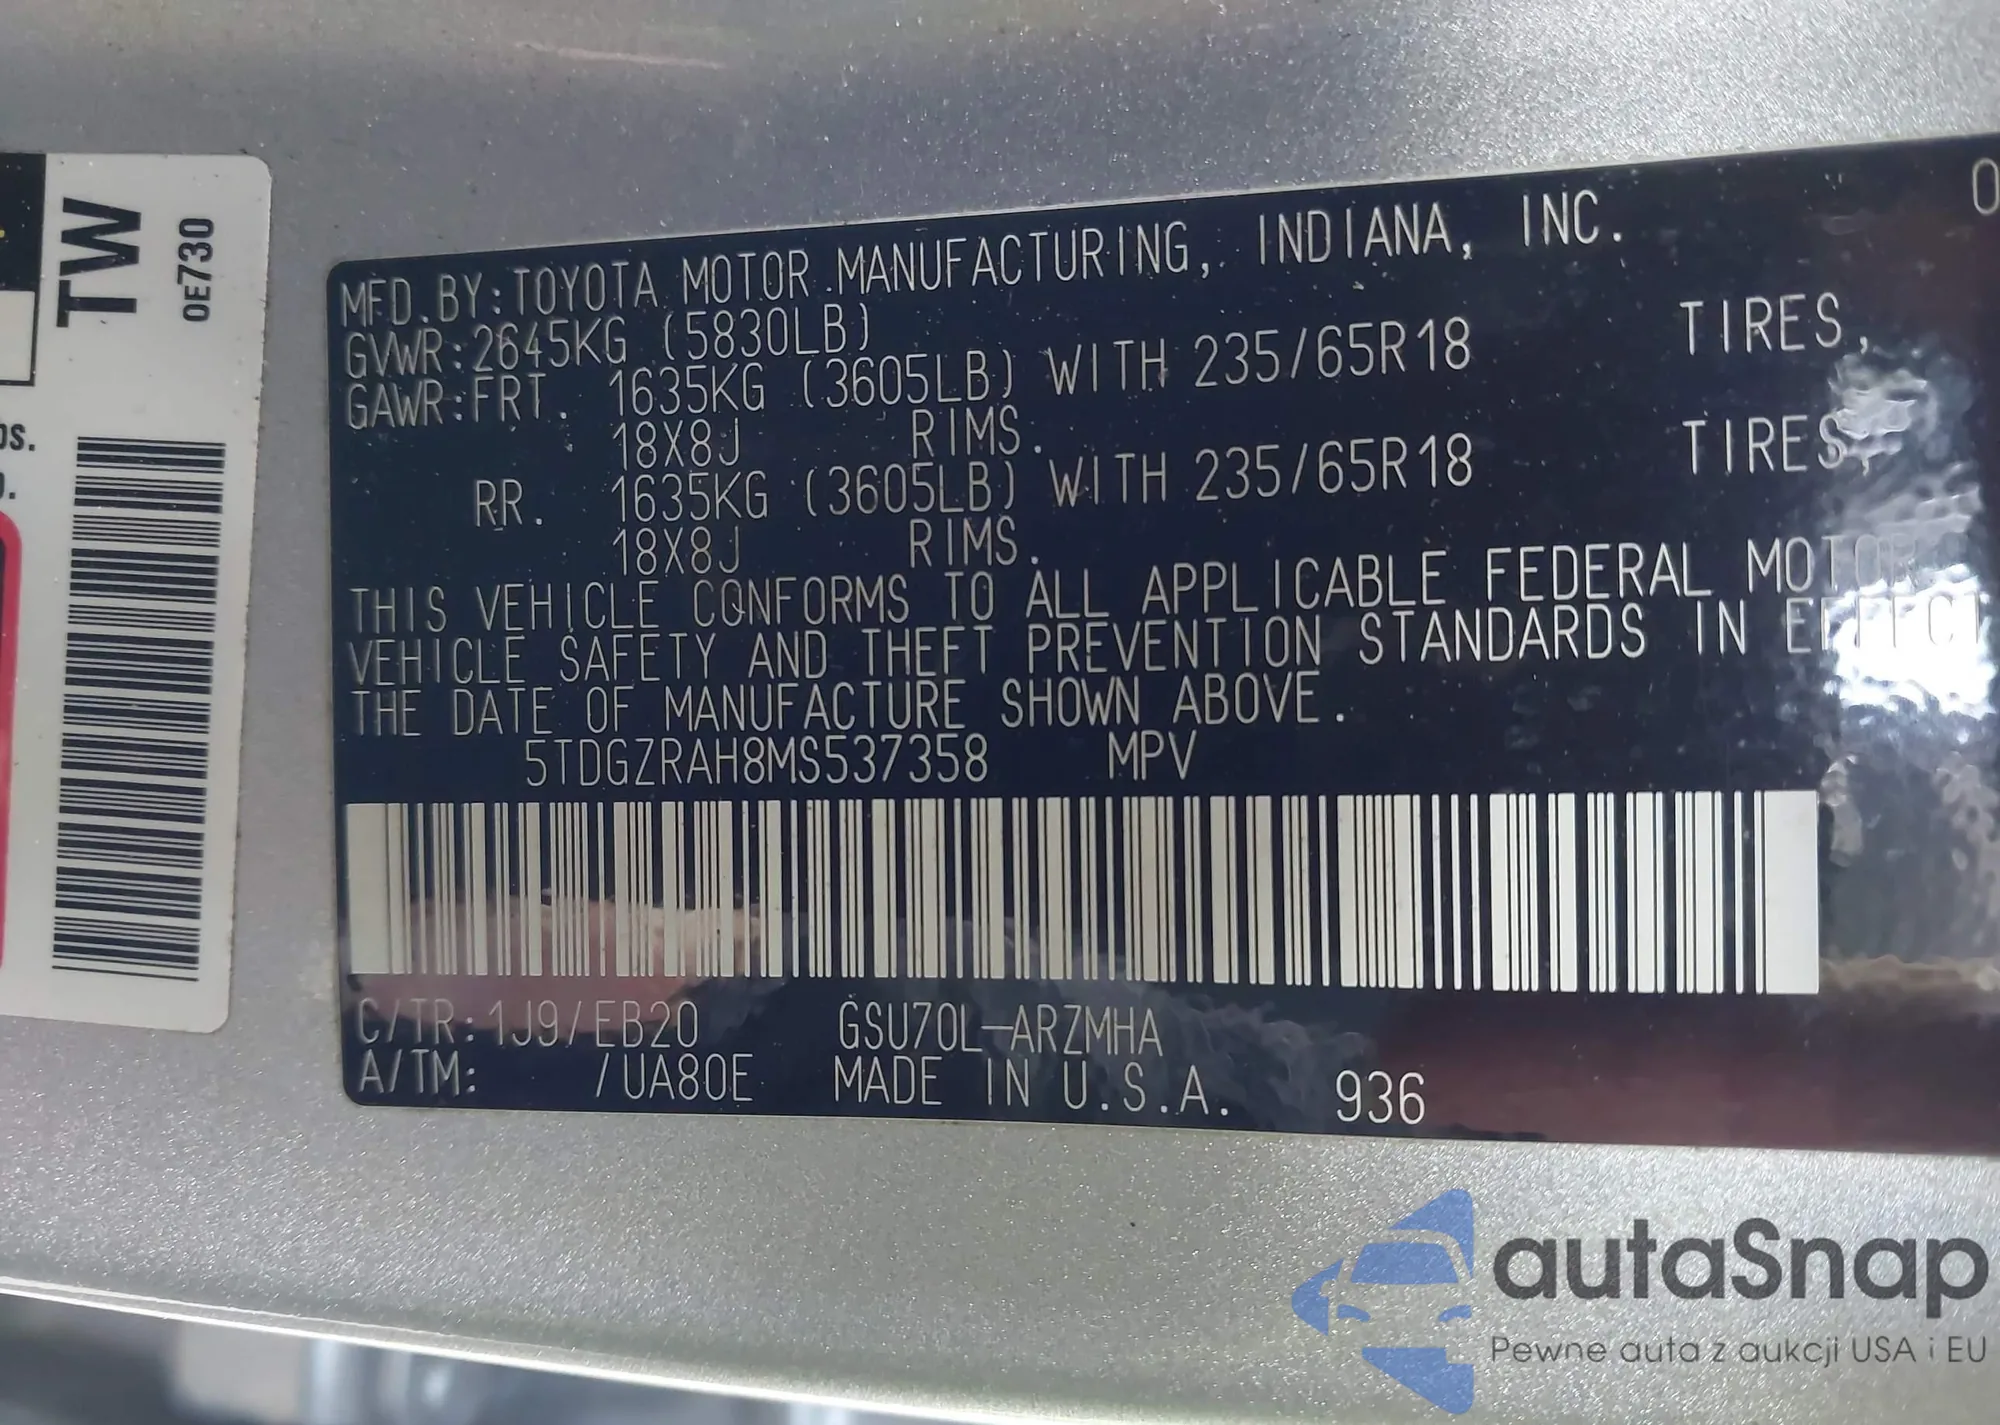 TW
0E730
MFD.BY:TOYOTA MOTOR MANUFACTURING, INDIANA, INC.
GVWR:2645KG (5830LB)
GAWR:FRT. 1635KG (3605LB) WITH 235/65R18 TIRES,
18X8J RIMS.
RR. 1635KG (3605LB) WITH 235/65R18 TIRES,
18X8J RIMS.
THIS VEHICLE CONFORMS TO ALL APPLICABLE FEDERAL MOTOR
VEHICLE SAFETY AND THEFT PREVENTION STANDARDS IN EFFECT
THE DATE OF MANUFACTURE SHOWN ABOVE.
5TDGZRAH8MS537358 MPV
C/TR:1J9/EB20 GSU70L-ARZMHA
A/TM: /UA80E MADE IN U.S.A. 936
autaSnap
Pewne auta z aukcji USA i EU